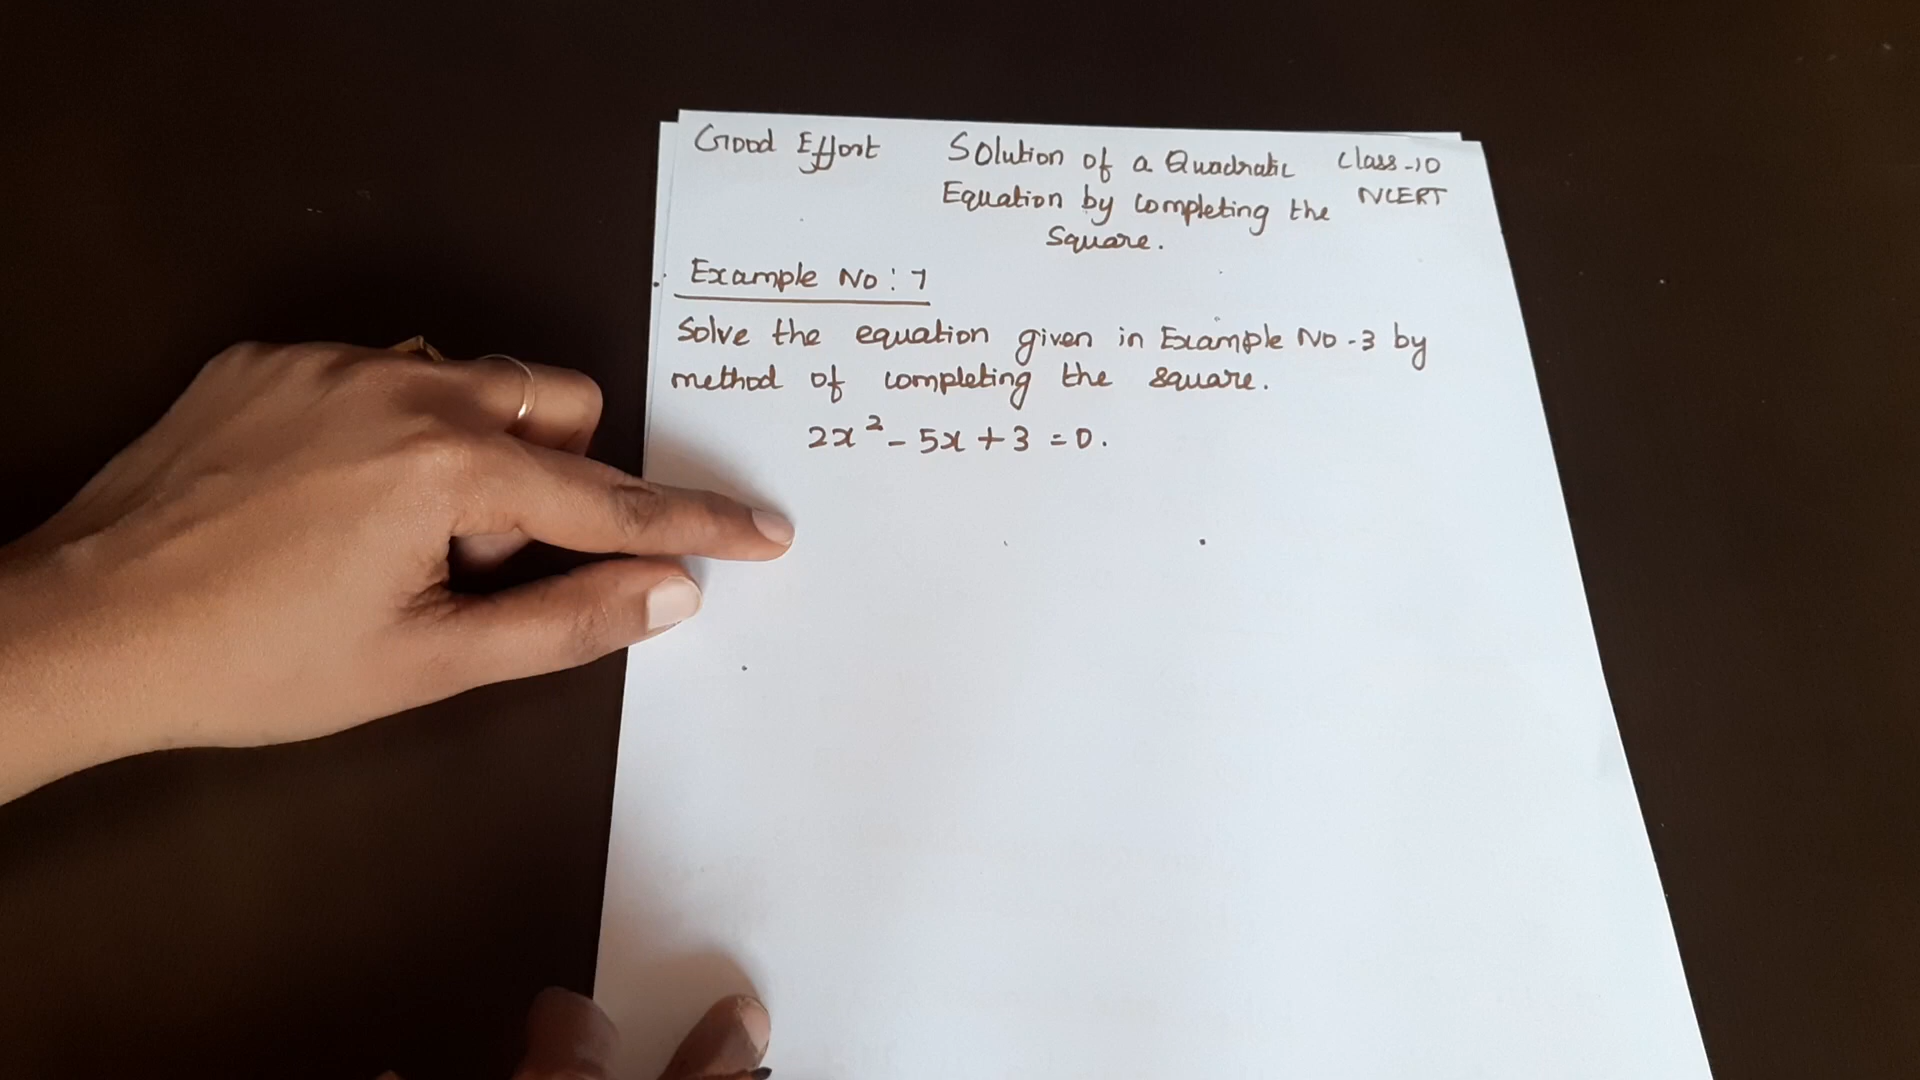 Good Effort
Solution of a Quadratic
Equation by completing the
Square.
Class-10
NCERT
Example No: 7
Solve the equation given in Example No-3 by
method of completing the square.
2x² - 5x + 3 = 0.